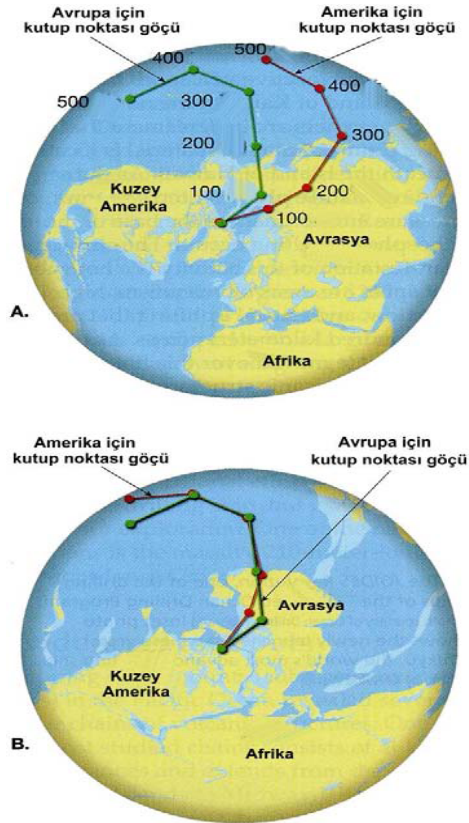 Avrupa için
kutup noktası göçü
Amerika için
kutup noktası göçü
500
400
300
200
100
500
400
300
200
100
Kuzey
Amerika
Avrasya
Afrika
A.
Amerika için
kutup noktası göçü
Avrupa için
kutup noktası göçü
Avrasya
Kuzey
Amerika
Afrika
B.